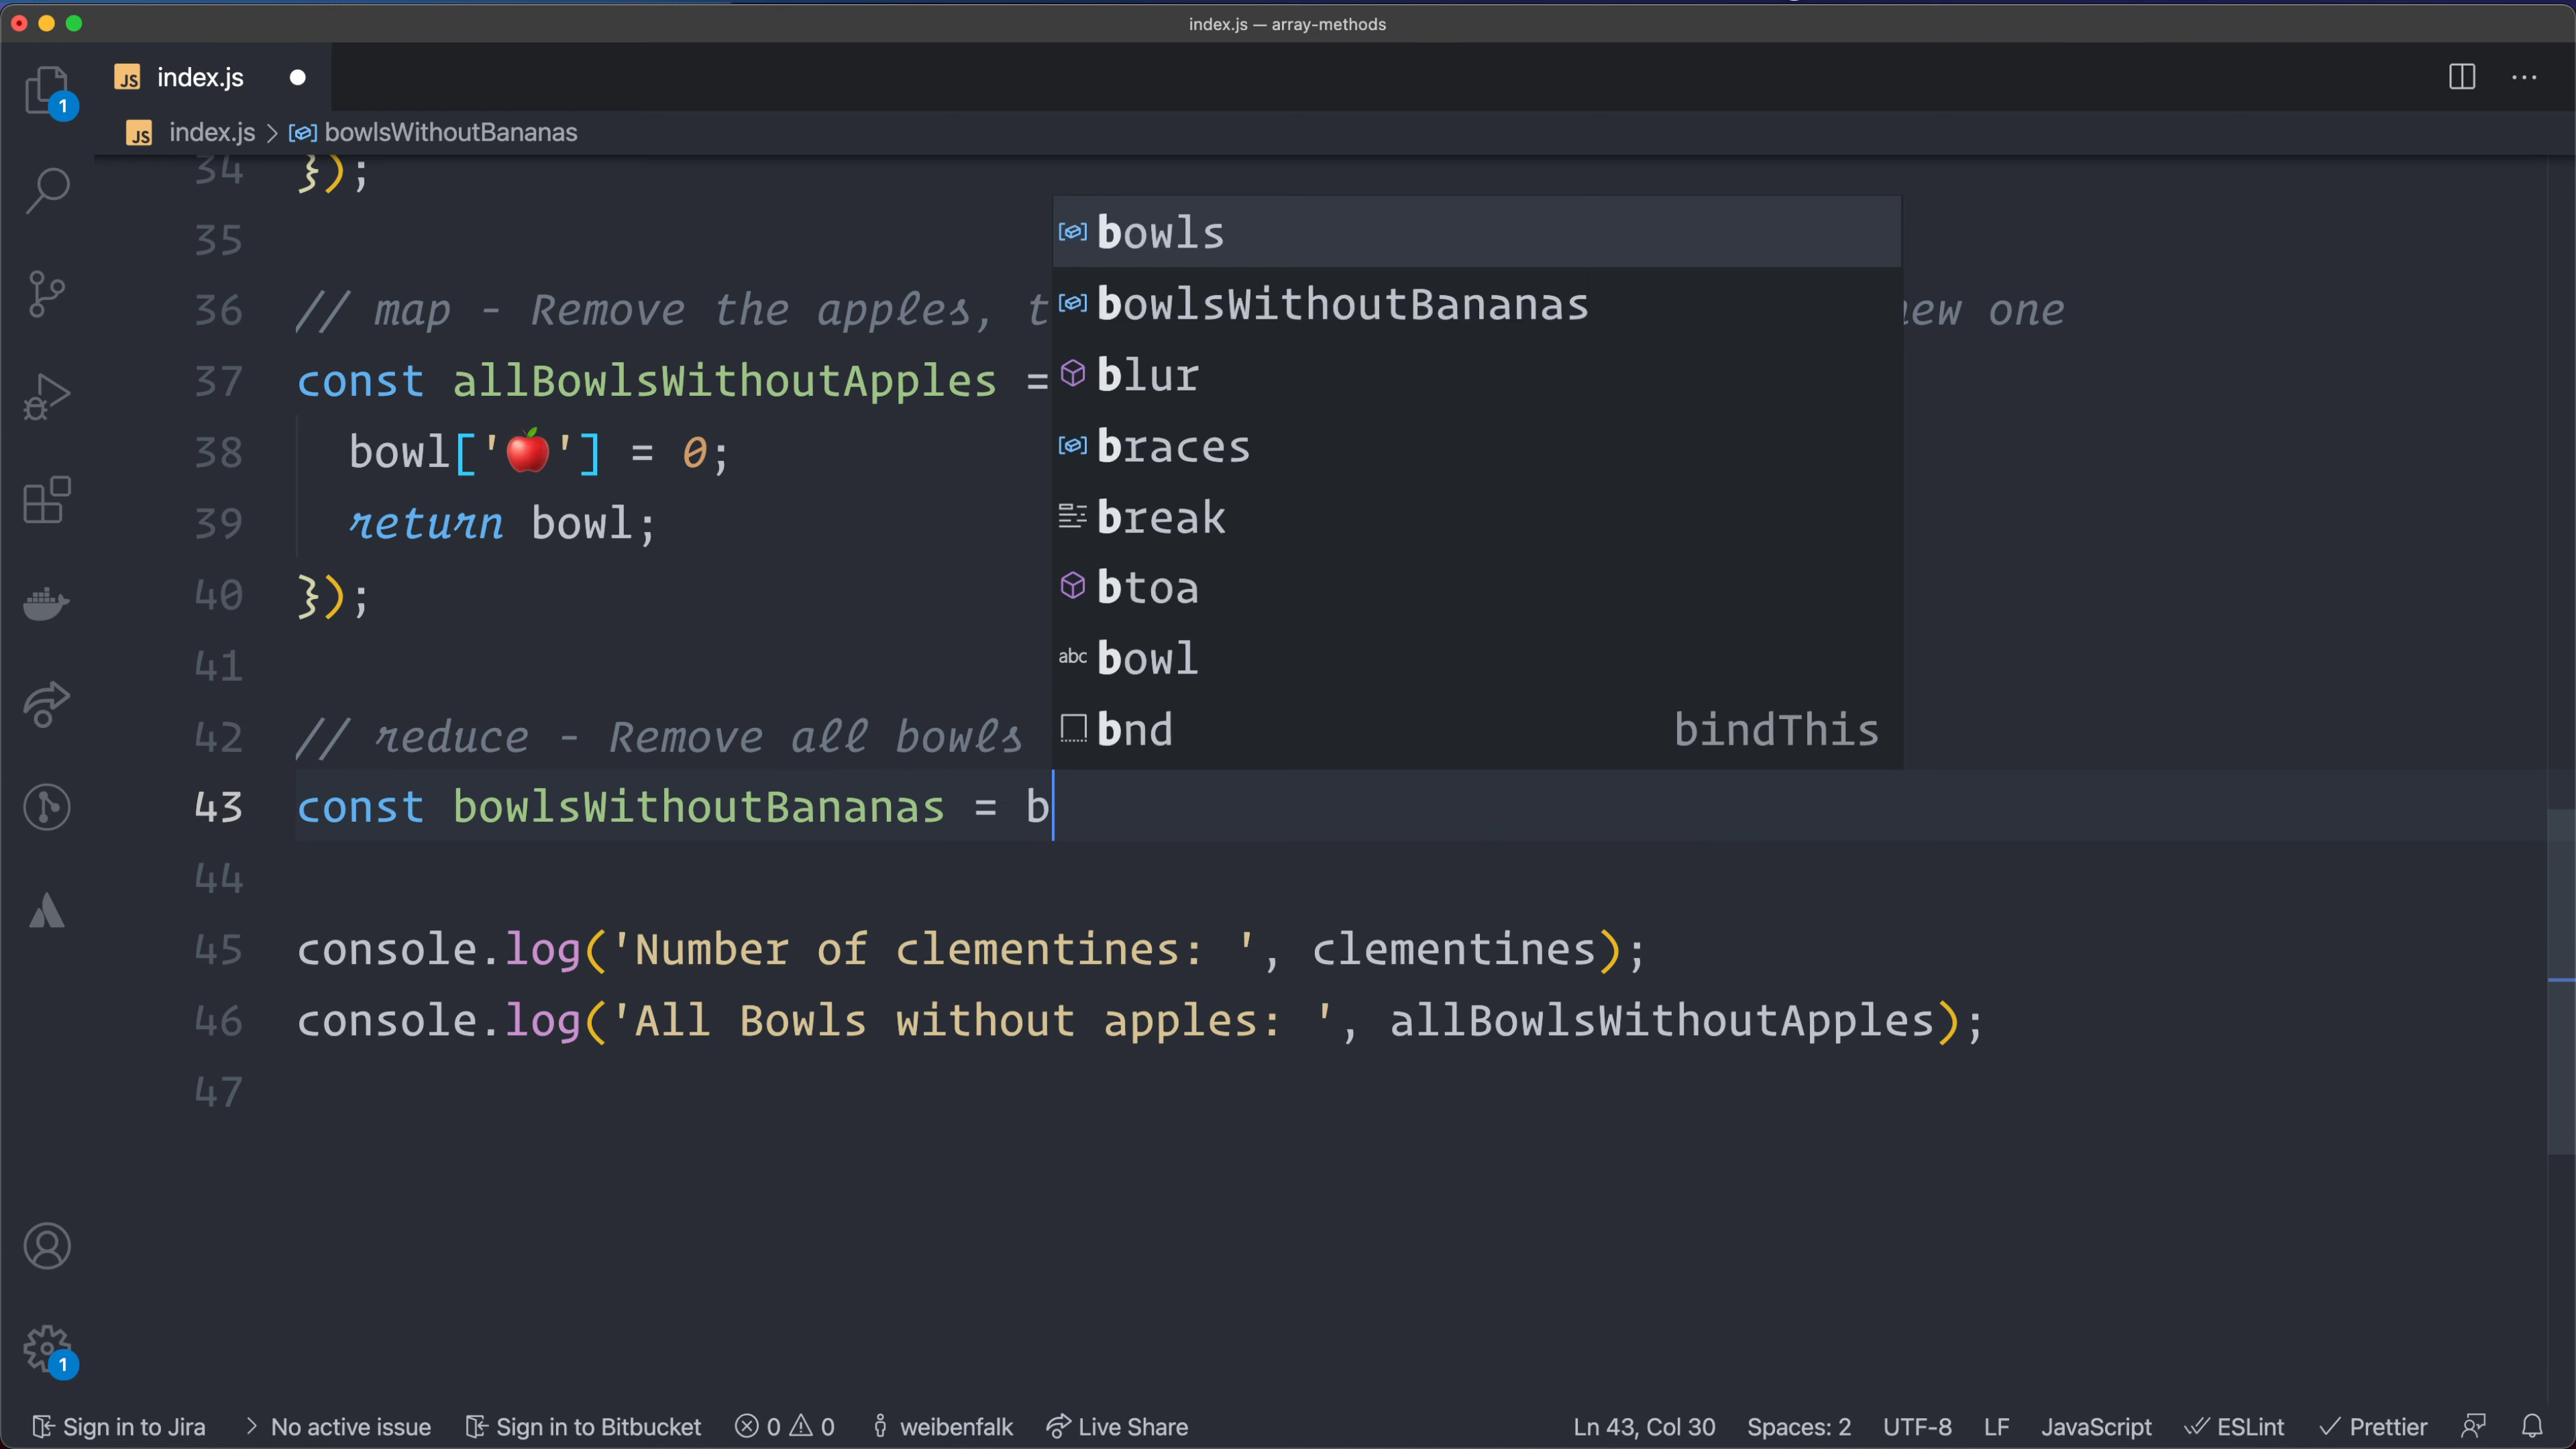 index.js — array-methods
JS index.js
1
JS index.js > bowlsWithoutBananas
34 });
35
36 // map - Remove the apples, t ew one
37 const allBowlsWithoutApples =
38 bowl['🍎'] = 0;
39 return bowl;
40 });
41
42 // reduce - Remove all bowls
43 const bowlsWithoutBananas = b
44
45 console.log('Number of clementines: ', clementines);
46 console.log('All Bowls without apples: ', allBowlsWithoutApples);
47
bowls
bowlsWithoutBananas
blur
braces
break
btoa
abc bowl
bnd bindThis
1
Sign in to Jira > No active issue Sign in to Bitbucket 0 0 weibenfalk Live Share Ln 43, Col 30 Spaces: 2 UTF-8 LF JavaScript ESLint Prettier